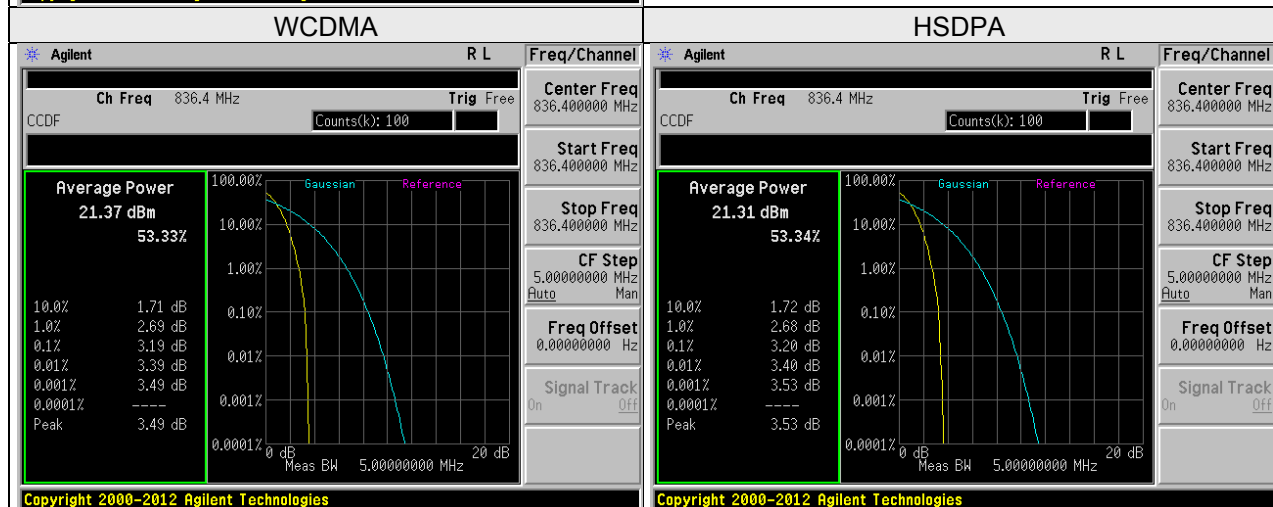 WCDMA
Agilent R L Freq/Channel
Ch Freq 836.4 MHz Trig Free
CCDF Counts(k): 100
Center Freq
836.400000 MHz
Start Freq
836.400000 MHz
Stop Freq
836.400000 MHz
CF Step
5.00000000 MHz
Auto Man
Freq Offset
0.00000000 Hz
Signal Track
On Off
Average Power
21.37 dBm
53.33%
10.0% 1.71 dB
1.0% 2.69 dB
0.1% 3.19 dB
0.01% 3.39 dB
0.001% 3.49 dB
0.0001% ----
Peak 3.49 dB
100.00% Gaussian Reference
10.00%
1.00%
0.10%
0.01%
0.001%
0.0001%
0 dB 20 dB
Meas BW 5.00000000 MHz
Copyright 2000-2012 Agilent Technologies
HSDPA
Agilent R L Freq/Channel
Ch Freq 836.4 MHz Trig Free
CCDF Counts(k): 100
Center Freq
836.400000 MHz
Start Freq
836.400000 MHz
Stop Freq
836.400000 MHz
CF Step
5.00000000 MHz
Auto Man
Freq Offset
0.00000000 Hz
Signal Track
On Off
Average Power
21.31 dBm
53.34%
10.0% 1.72 dB
1.0% 2.68 dB
0.1% 3.20 dB
0.01% 3.40 dB
0.001% 3.53 dB
0.0001% ----
Peak 3.53 dB
100.00% Gaussian Reference
10.00%
1.00%
0.10%
0.01%
0.001%
0.0001%
0 dB 20 dB
Meas BW 5.00000000 MHz
Copyright 2000-2012 Agilent Technologies